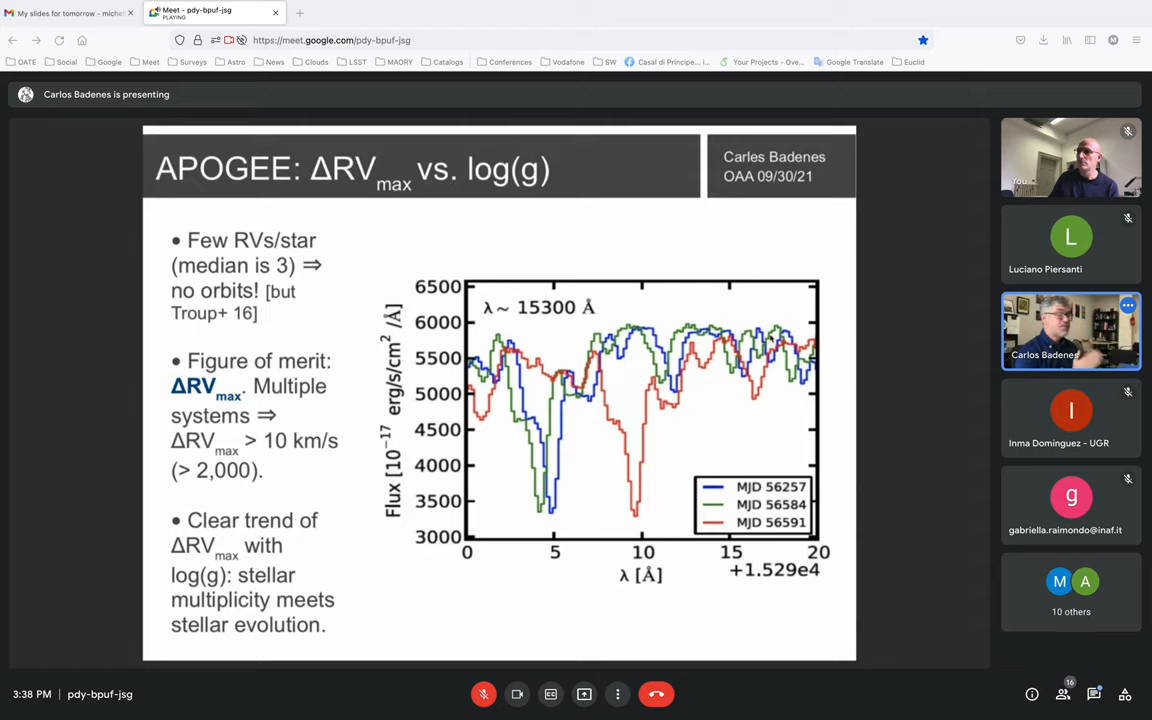 My slides for tomorrow - michel
Meet - pdy-bpuf-jsg
PLAYING
https://meet.google.com/pdy-bpuf-jsg
M
OATE
Social
Google
Meet
Surveys
Astro
News
Clouds
LSST
MAORY
Catalogs
Conferences
Vodafone
SW
Casal di Principe... i...
Your Projects - Ove...
Google Translate
Groups
Euclid
Carlos Badenes is presenting
APOGEE: ΔRVmax vs. log(g)
Carles Badenes
OAA 09/30/21
• Few RVs/star
(median is 3) ⇒
no orbits! [but
Troup+ 16]
• Figure of merit:
ΔRVmax. Multiple
systems ⇒
ΔRVmax > 10 km/s
(> 2,000).
• Clear trend of
ΔRVmax with
log(g): stellar
multiplicity meets
stellar evolution.
λ ~ 15300 Å
6500
6000
5500
5000
4500
4000
3500
3000
Flux [10⁻¹⁷ erg/s/cm² /Å]
MJD 56257
MJD 56584
MJD 56591
0
5
10
15
20
λ [Å]
+1.529e4
You
L
Luciano Piersanti
Carlos Badenes
I
Inma Dominguez - UGR
g
gabriella.raimondo@inaf.it
M
A
10 others
3:38 PM
pdy-bpuf-jsg
16